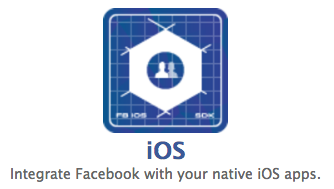 FB iOS SDK
iOS
Integrate Facebook with your native iOS apps.